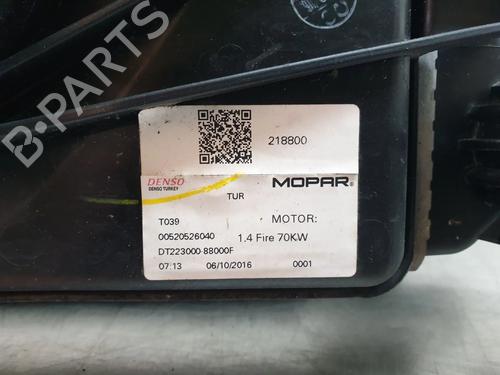 218800
DENSO
DENSO TURKEY
TUR
MOPAR®
T039
MOTOR:
00520526040
1.4 Fire 70KW
DT223000-88000F
07:13 06/10/2016 0001
B-PARTS